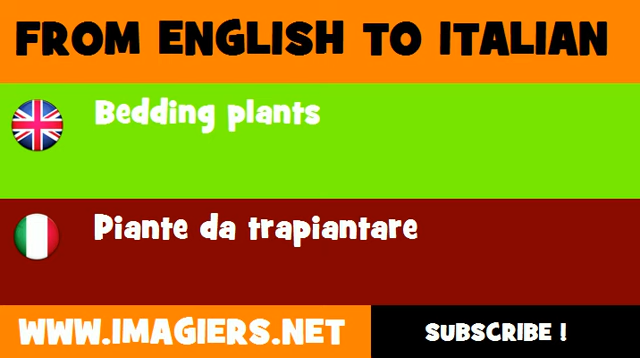 FROM ENGLISH TO ITALIAN
Bedding plants
Piante da trapiantare
WWW.IMAGIERS.NET
SUBSCRIBE !